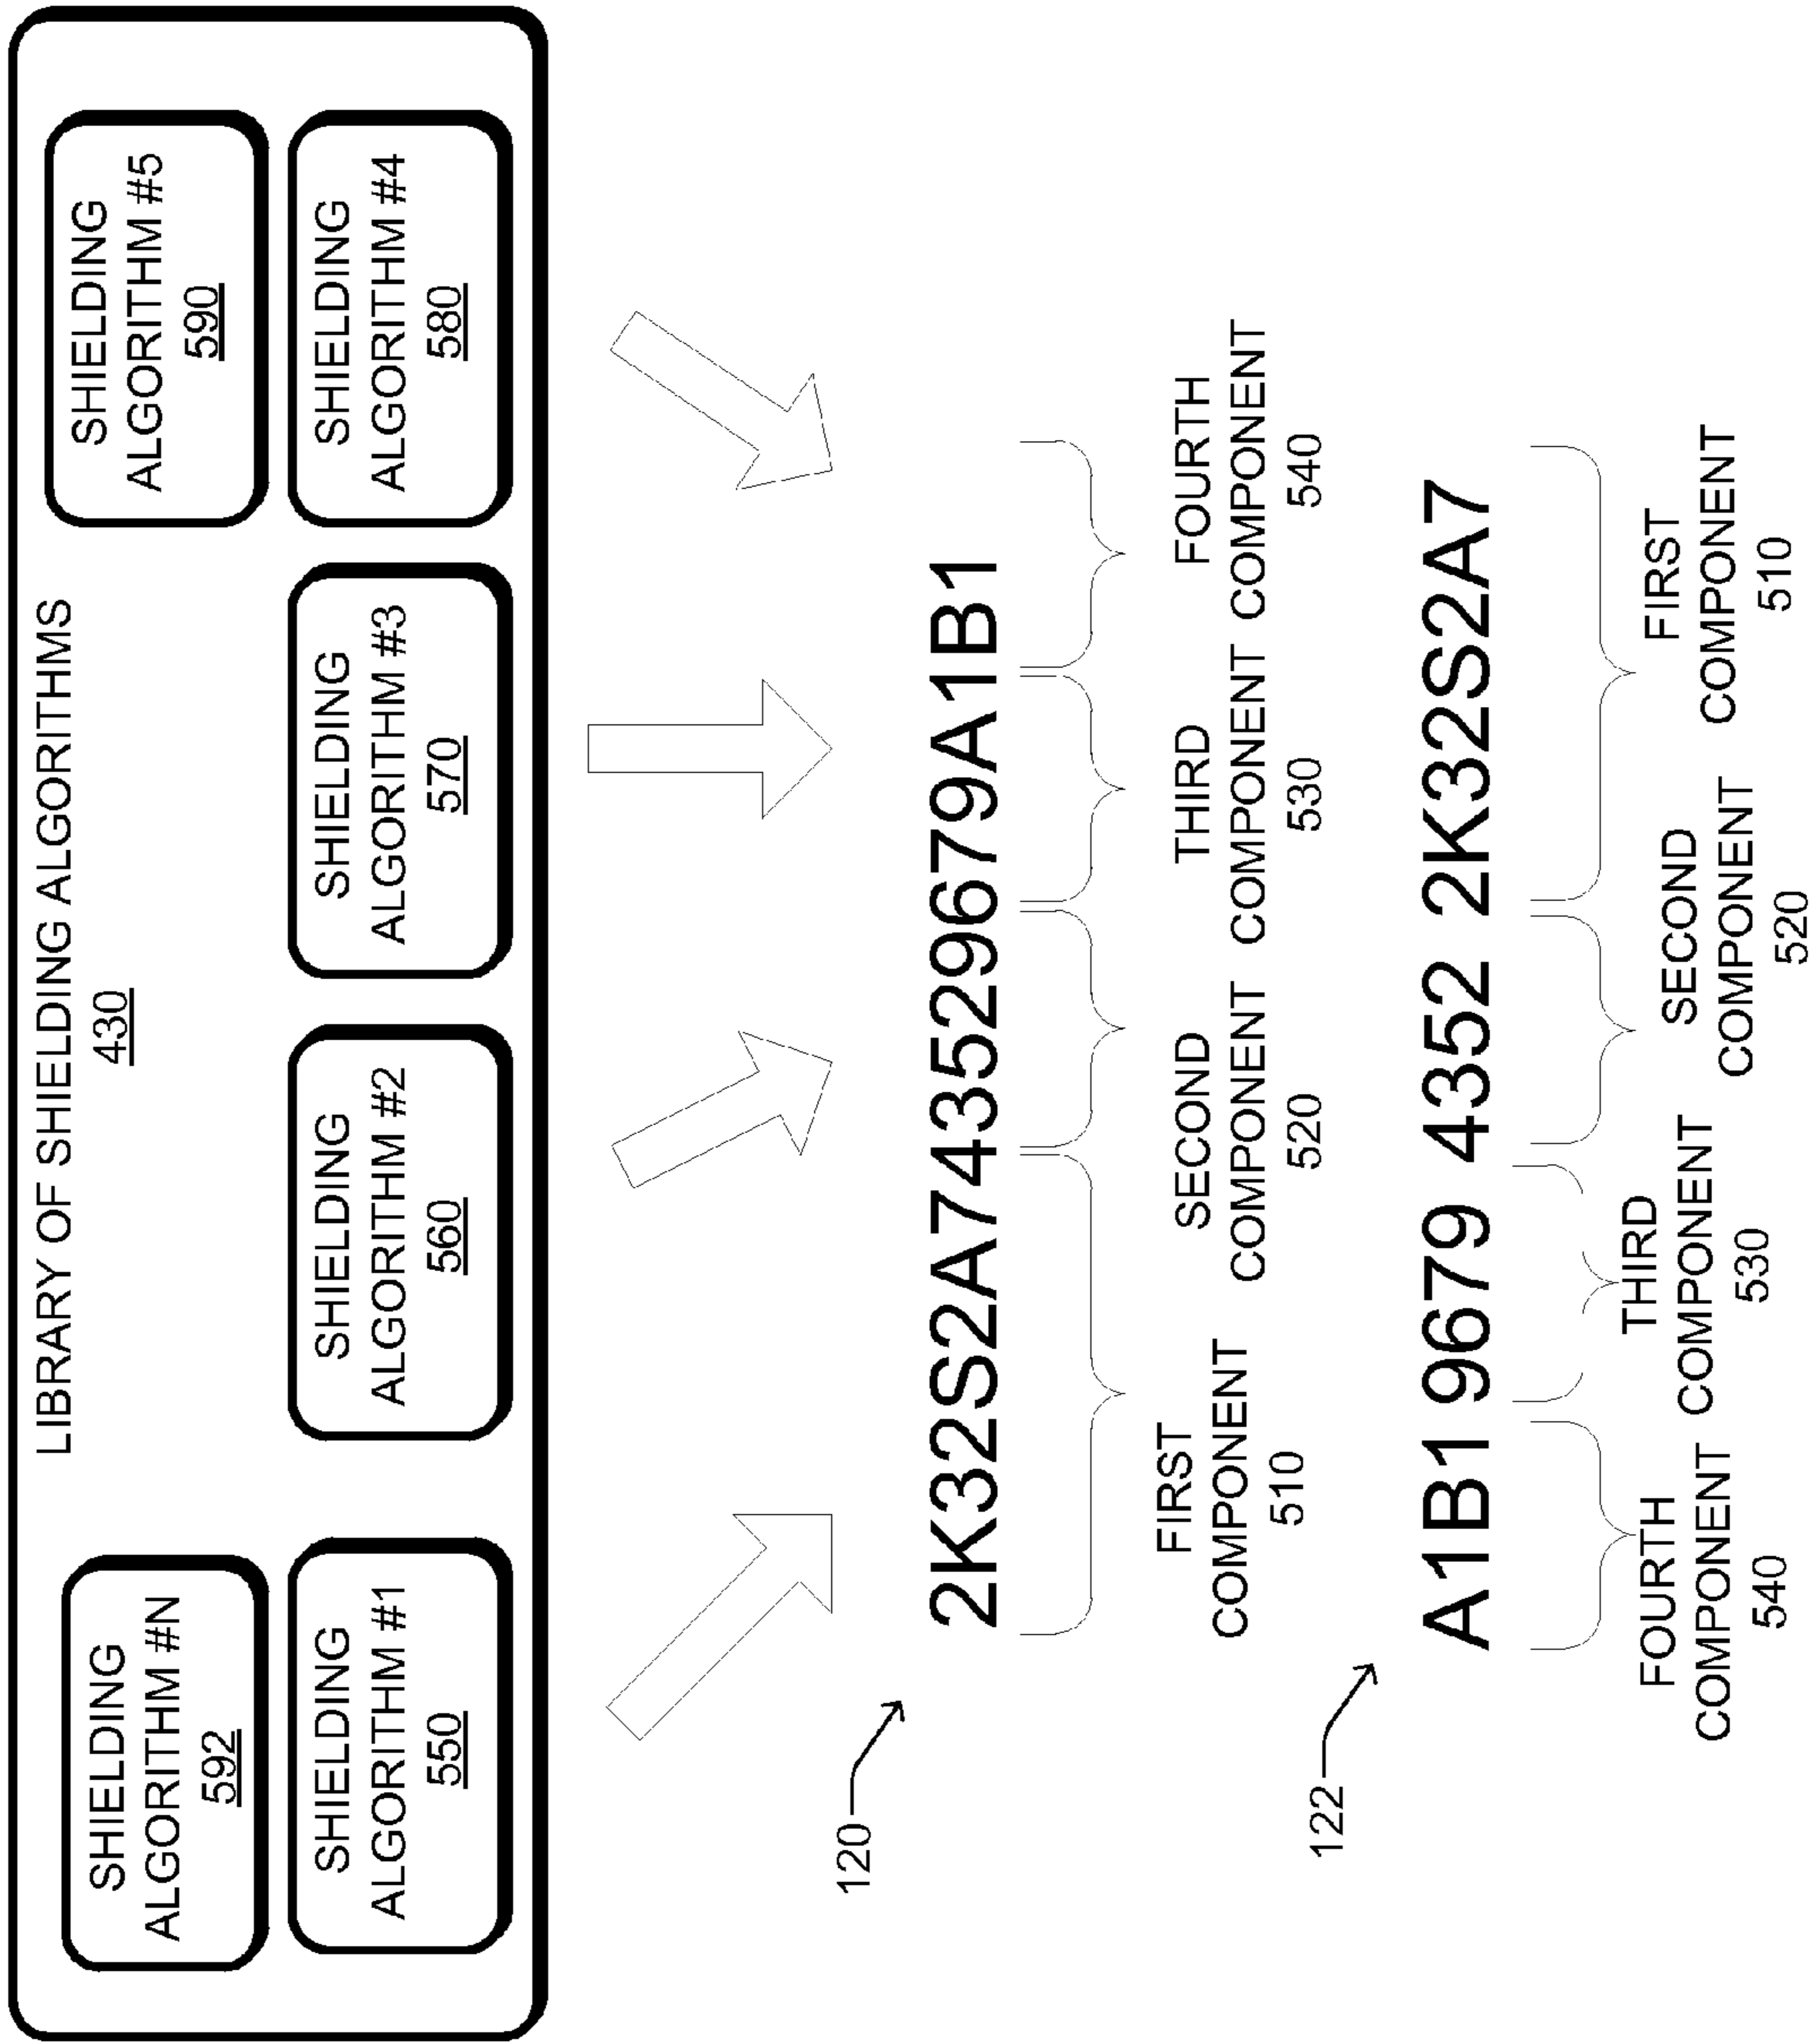 LIBRARY OF SHIELDING ALGORITHMS
430
SHIELDING
ALGORITHM #N
592
SHIELDING
ALGORITHM #5
590
SHIELDING
ALGORITHM #1
550
SHIELDING
ALGORITHM #2
560
SHIELDING
ALGORITHM #3
570
SHIELDING
ALGORITHM #4
580
120
2K32S2A743529679A1B1
FIRST
COMPONENT
510
SECOND
COMPONENT
520
THIRD
COMPONENT
530
FOURTH
COMPONENT
540
122
A1B1 9679 4352 2K32S2A7
FOURTH
COMPONENT
540
THIRD
COMPONENT
530
SECOND
COMPONENT
520
FIRST
COMPONENT
510